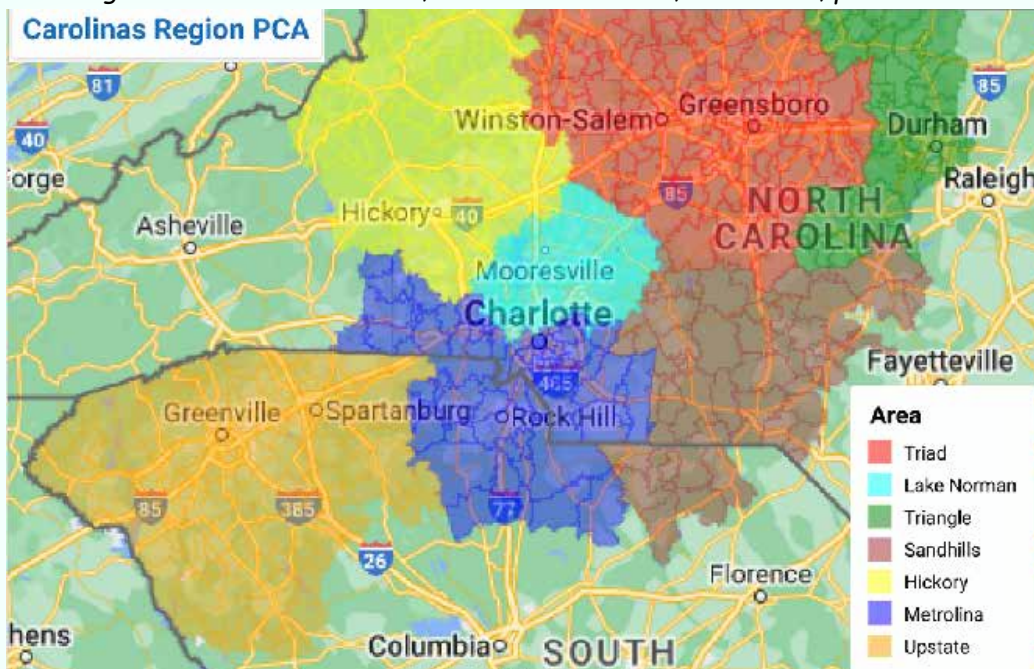 Carolinas Region PCA
81
85
40
Winston-Salem
Greensboro
Durham
Raleigh
85
NORTH
CAROLINA
Hickory
40
Asheville
Mooresville
Charlotte
485
Fayetteville
Greenville
Spartanburg
Rock Hill
85
385
77
26
Florence
Columbia
SOUTH
hens
orge
Area
Triad
Lake Norman
Triangle
Sandhills
Hickory
Metrolina
Upstate